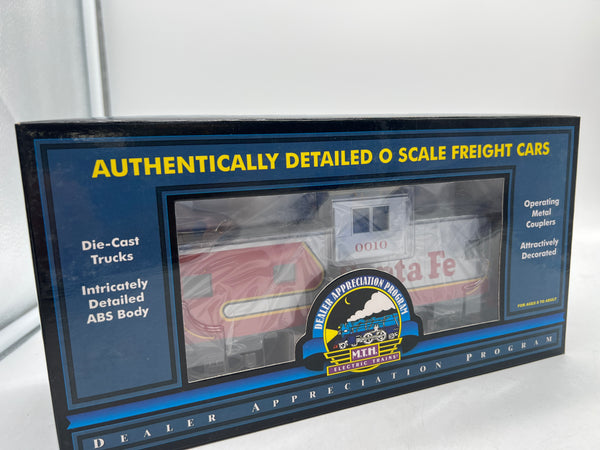 AUTHENTICALLY DETAILED O SCALE FREIGHT CARS
Die-Cast
Trucks
Intricately
Detailed
ABS Body
0010
ta Fe
Operating
Metal
Couplers
Attractively
Decorated
FOR AGES 8 TO ADULT
DEALER APPRECIATION PROGRAM
M.T.H.
ELECTRIC TRAINS
DEALER APPRECIATION PROGRAM